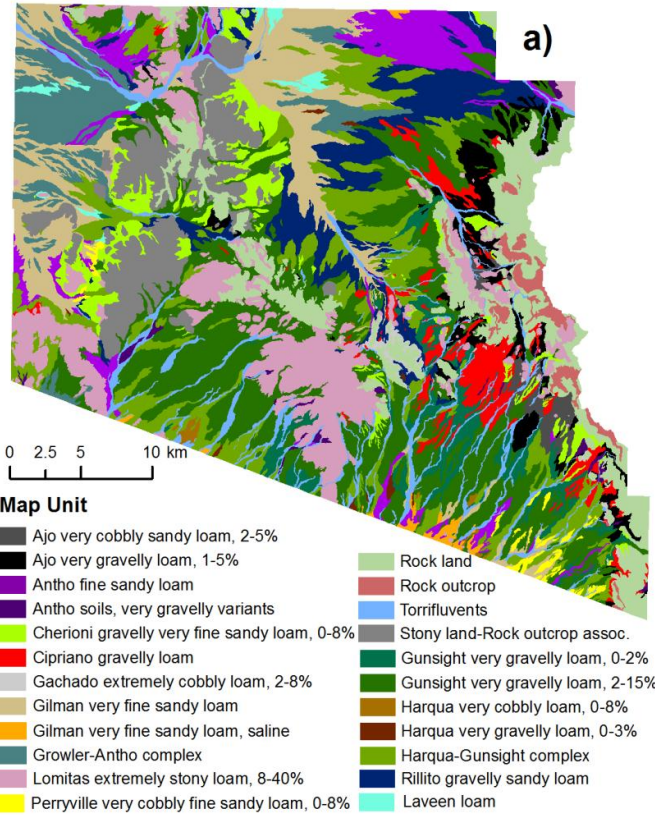 a)
0 2.5 5 10 km
Map Unit
Ajo very cobbly sandy loam, 2-5%
Ajo very gravelly loam, 1-5%
Antho fine sandy loam
Antho soils, very gravelly variants
Cherioni gravelly very fine sandy loam, 0-8%
Cipriano gravelly loam
Gachado extremely cobbly loam, 2-8%
Gilman very fine sandy loam
Gilman very fine sandy loam, saline
Growler-Antho complex
Lomitas extremely stony loam, 8-40%
Perryville very cobbly fine sandy loam, 0-8%
Rock land
Rock outcrop
Torrifluvents
Stony land-Rock outcrop assoc.
Gunsight very gravelly loam, 0-2%
Gunsight very gravelly loam, 2-15%
Harqua very cobbly loam, 0-8%
Harqua very gravelly loam, 0-3%
Harqua-Gunsight complex
Rillito gravelly sandy loam
Laveen loam